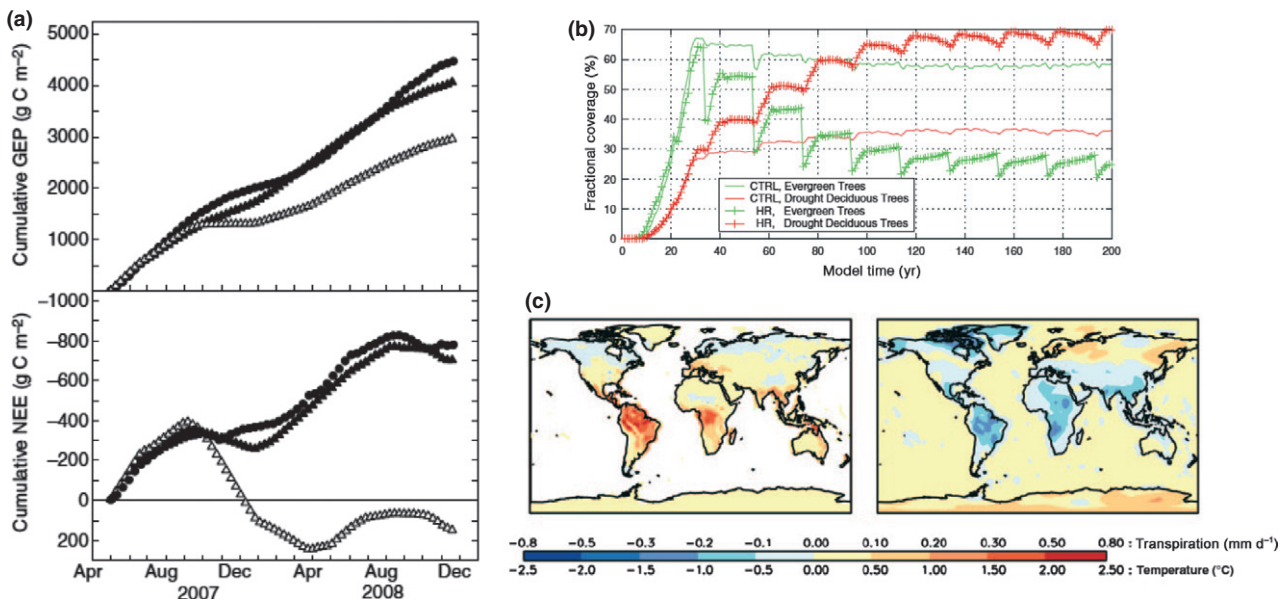 (a)
5000
4000
3000
2000
1000
Cumulative GEP (g C m⁻²)
−1000
−800
−600
−400
−200
0
200
Cumulative NEE (g C m⁻²)
Apr Aug Dec Apr Aug Dec
2007 2008
(b)
70
60
50
40
30
20
10
0
Fractional coverage (%)
CTRL, Evergreen Trees
CTRL, Drought Deciduous Trees
HR, Evergreen Trees
HR, Drought Deciduous Trees
0 20 40 60 80 100 120 140 160 180 200
Model time (yr)
(c)
−0.8 −0.5 −0.3 −0.2 −0.1 0.00 0.10 0.20 0.30 0.50 0.80 : Transpiration (mm d⁻¹)
−2.5 −2.0 −1.5 −1.0 −0.5 0.00 0.50 1.00 1.50 2.00 2.50 : Temperature (°C)